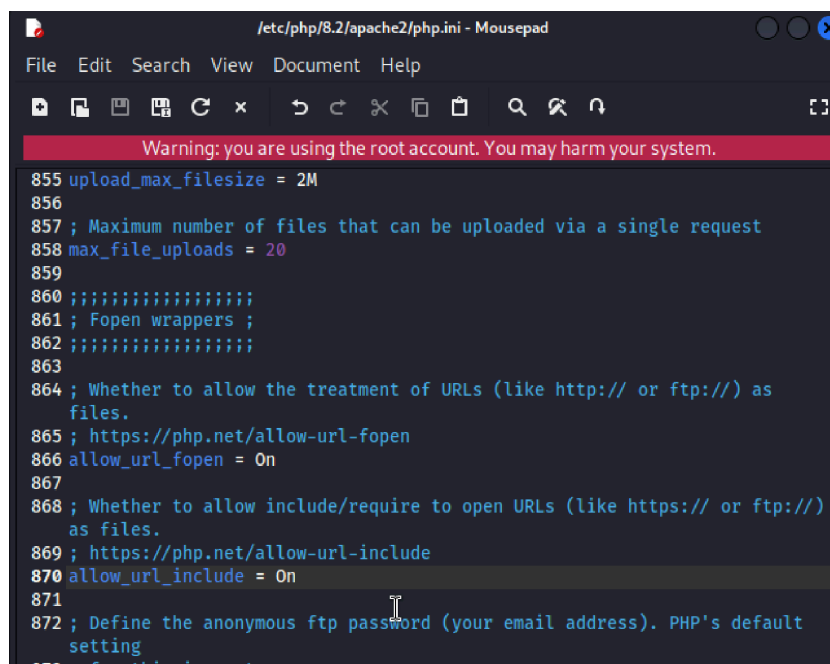 /etc/php/8.2/apache2/php.ini - Mousepad
File Edit Search View Document Help
Warning: you are using the root account. You may harm your system.
855 upload_max_filesize = 2M
856
857 ; Maximum number of files that can be uploaded via a single request
858 max_file_uploads = 20
859
860 ;;;;;;;;;;;;;;;;;;
861 ; Fopen wrappers ;
862 ;;;;;;;;;;;;;;;;;;
863
864 ; Whether to allow the treatment of URLs (like http:// or ftp://) as
files.
865 ; https://php.net/allow-url-fopen
866 allow_url_fopen = On
867
868 ; Whether to allow include/require to open URLs (like https:// or ftp://)
as files.
869 ; https://php.net/allow-url-include
870 allow_url_include = On
871
872 ; Define the anonymous ftp password (your email address). PHP's default
setting